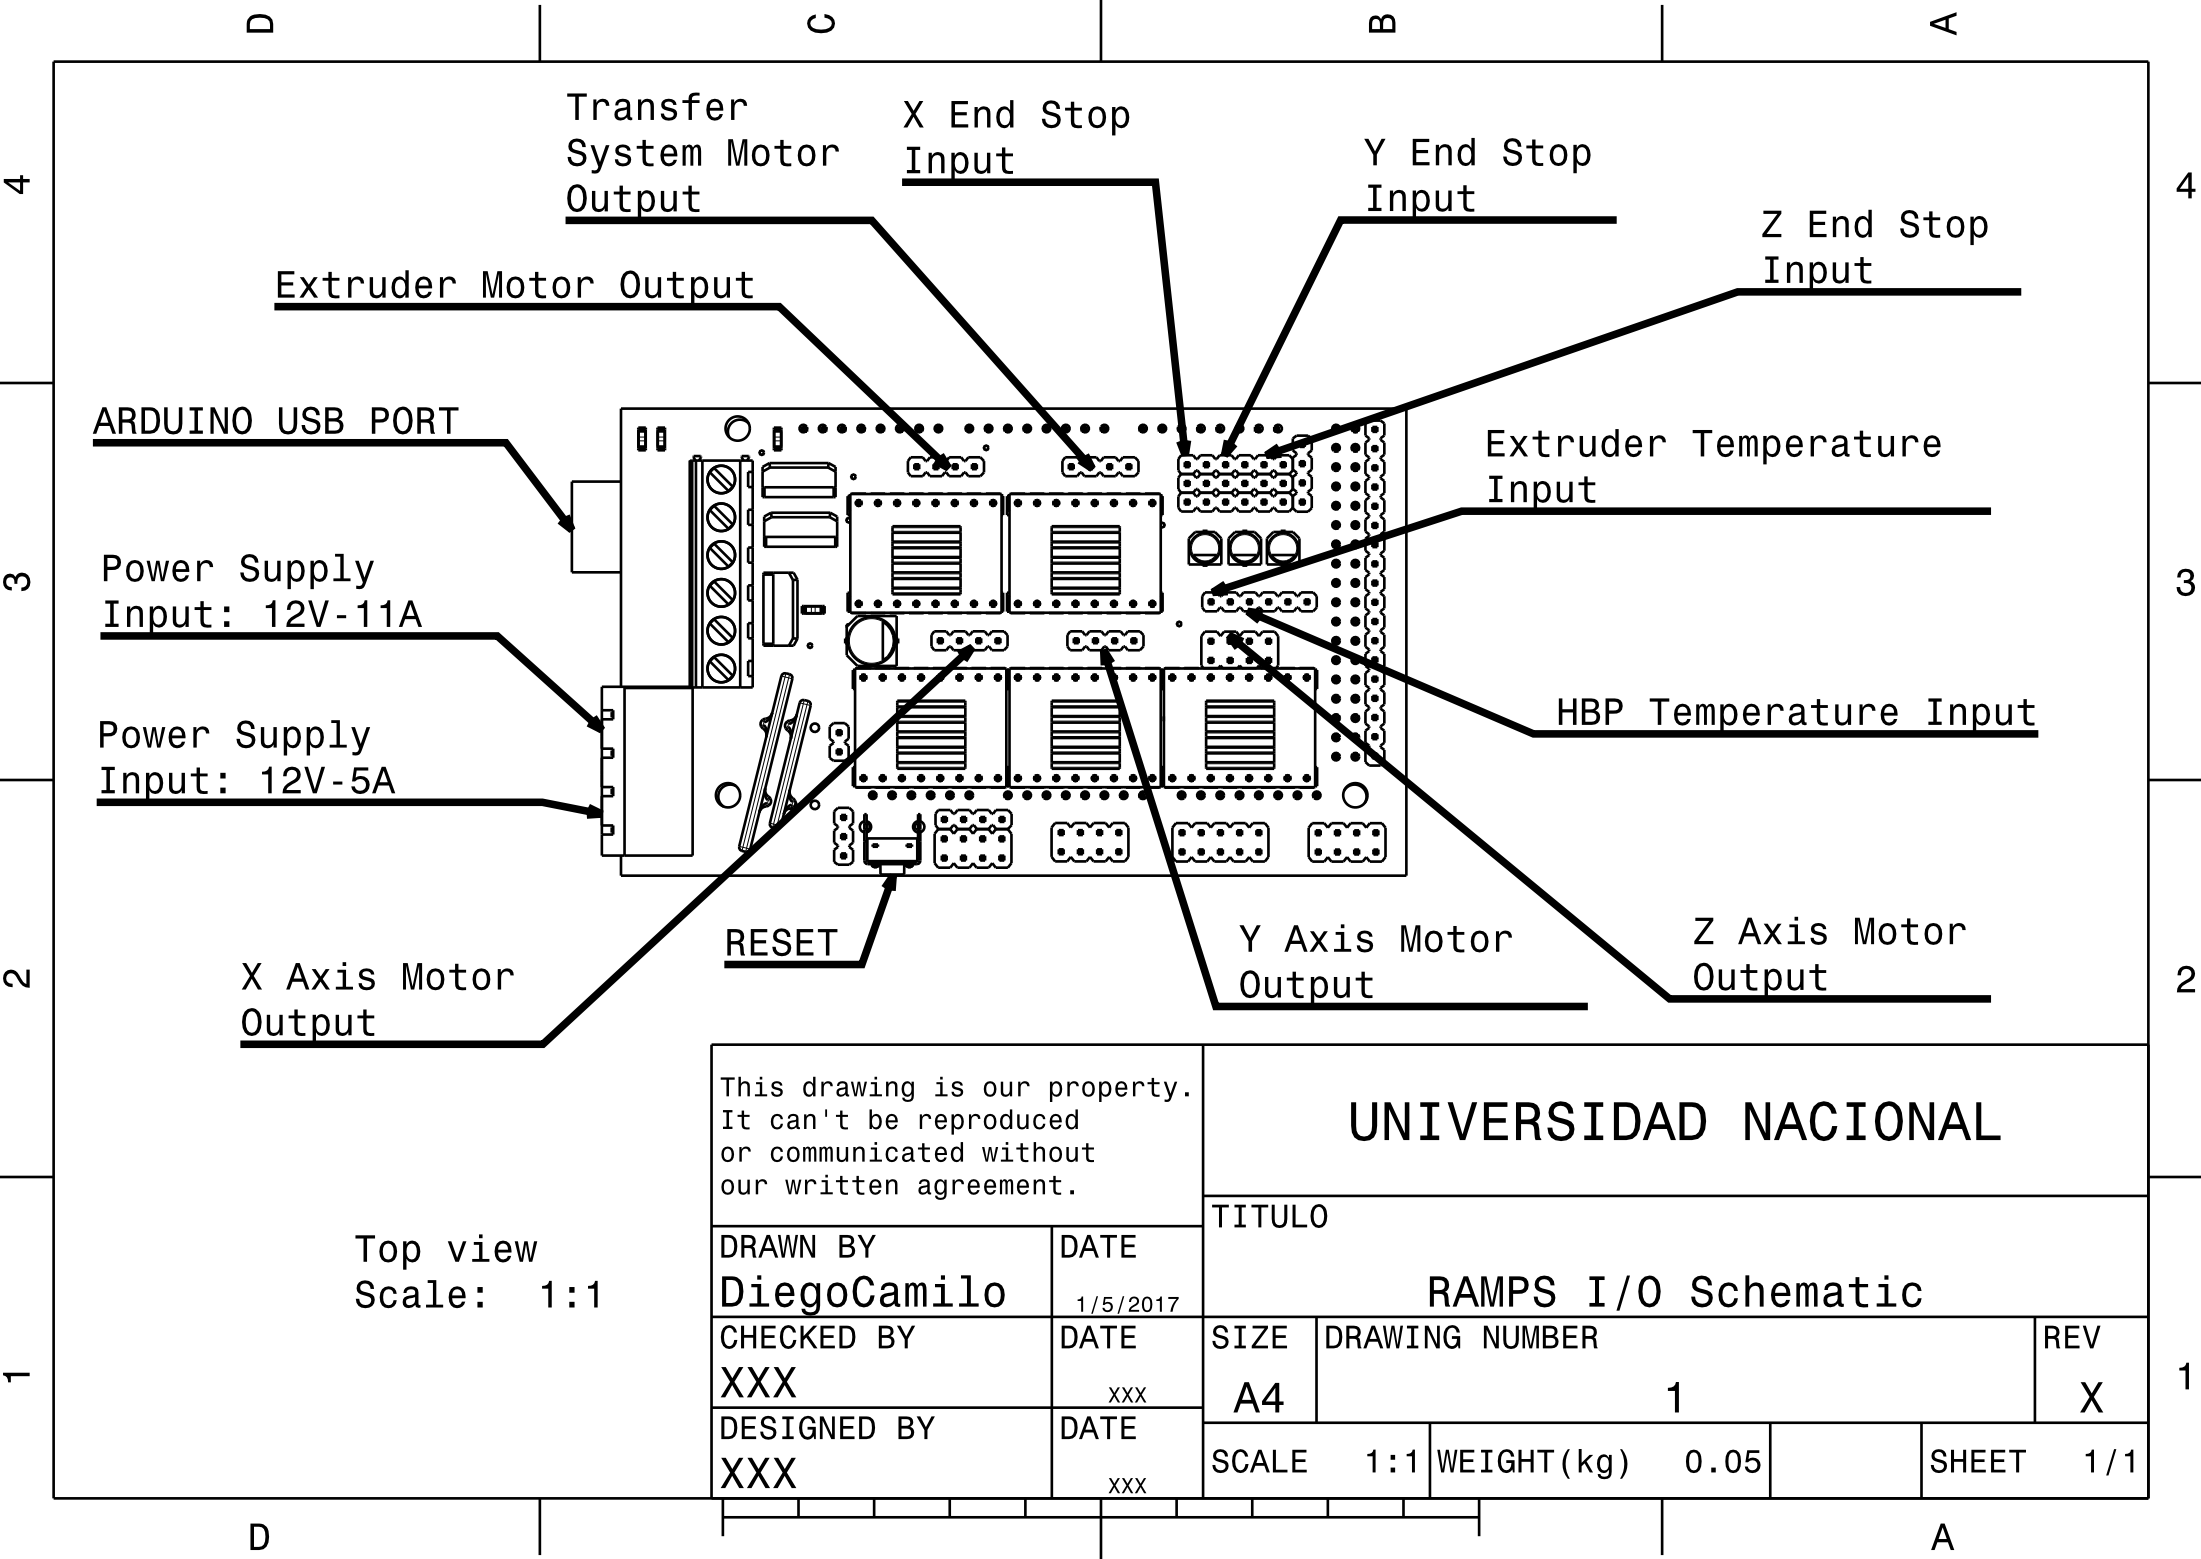 D
C
B
A
4
4
Transfer
System Motor
Output
X End Stop
Input
Y End Stop
Input
Z End Stop
Input
Extruder Motor Output
ARDUINO USB PORT
Extruder Temperature
Input
3
3
Power Supply
Input: 12V-11A
HBP Temperature Input
Power Supply
Input: 12V-5A
RESET
Y Axis Motor
Output
Z Axis Motor
Output
2
2
X Axis Motor
Output
This drawing is our property.
It can't be reproduced
or communicated without
our written agreement.
UNIVERSIDAD NACIONAL
TITULO
RAMPS I/O Schematic
Top view
Scale: 1:1
DRAWN BY
DiegoCamilo
DATE
1/5/2017
CHECKED BY
XXX
DATE
XXX
SIZE
A4
DRAWING NUMBER
1
REV
X
1
1
DESIGNED BY
XXX
DATE
XXX
SCALE 1:1
WEIGHT(kg) 0.05
SHEET 1/1
D
A